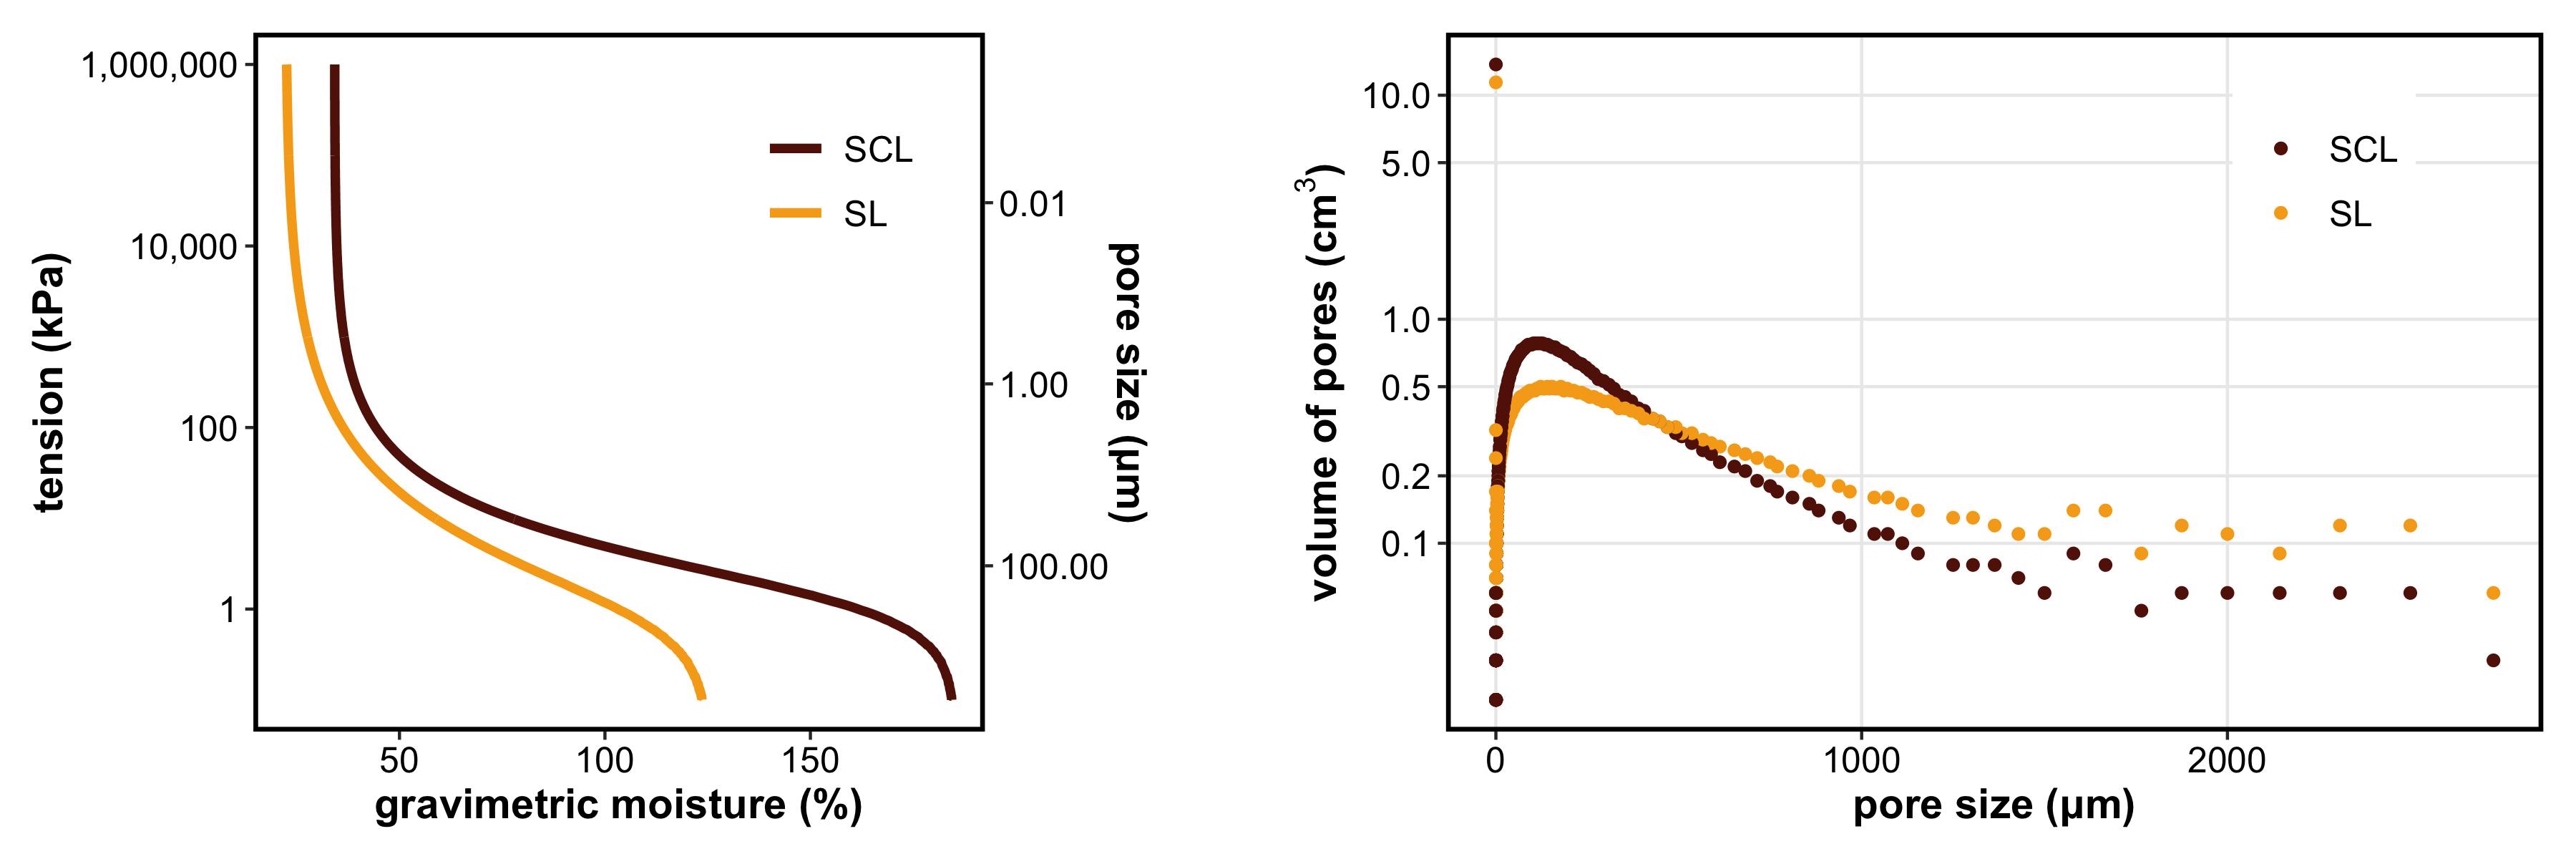 tension (kPa)
1,000,000
10,000
100
1
50
100
150
gravimetric moisture (%)
SCL
SL
0.01
1.00
100.00
pore size (µm)
volume of pores (cm³)
10.0
5.0
1.0
0.5
0.2
0.1
0
1000
2000
pore size (µm)
SCL
SL